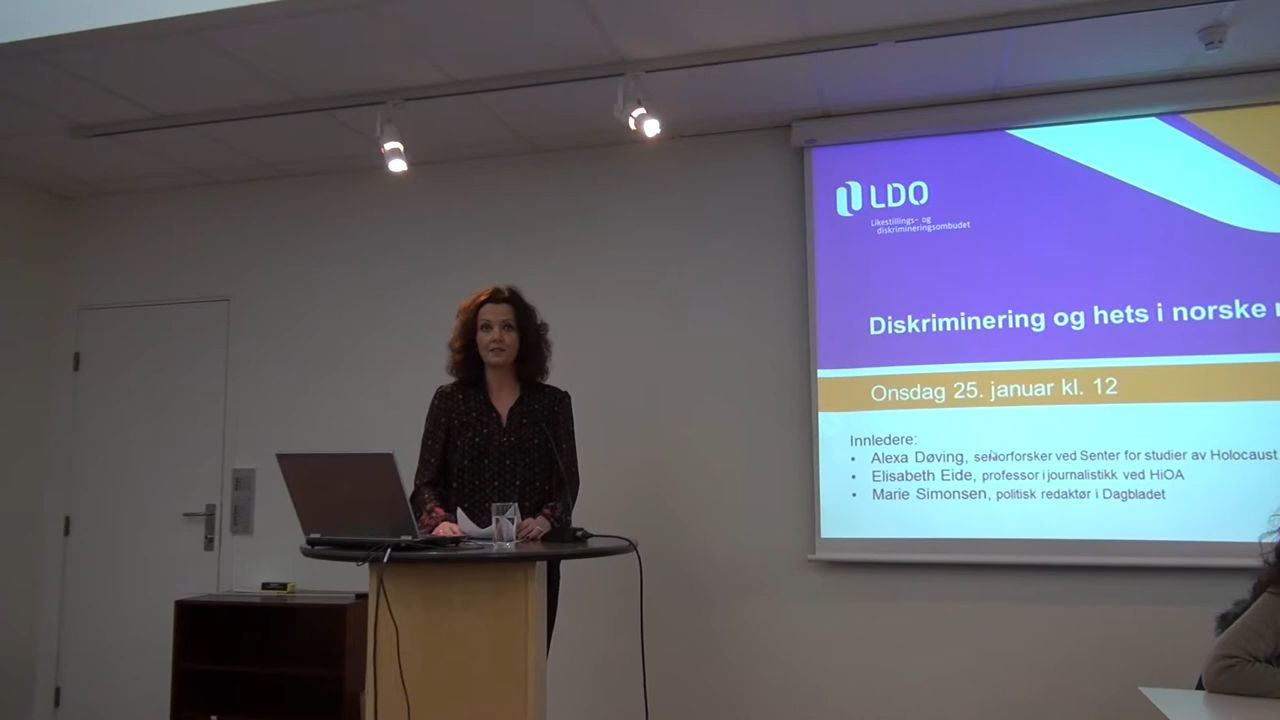 LDO
Likestillings- og
diskrimineringsombudet
Diskriminering og hets i norske
Onsdag 25. januar kl. 12
Innledere:
• Alexa Døving, seniorforsker ved Senter for studier av Holocaust
• Elisabeth Eide, professor i journalistikk ved HiOA
• Marie Simonsen, politisk redaktør i Dagbladet